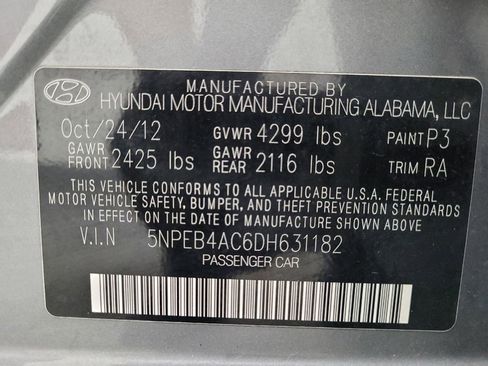 MANUFACTURED BY
HYUNDAI MOTOR MANUFACTURING ALABAMA, LLC
Oct/24/12 GVWR 4299 lbs PAINT P3
GAWR FRONT 2425 lbs GAWR REAR 2116 lbs TRIM RA
THIS VEHICLE CONFORMS TO ALL APPLICABLE U.S.A. FEDERAL
MOTOR VEHICLE SAFETY, BUMPER, AND THEFT PREVENTION STANDARDS
IN EFFECT ON THE DATE OF MANUFACTURE SHOWN ABOVE
V.I.N 5NPEB4AC6DH631182
PASSENGER CAR